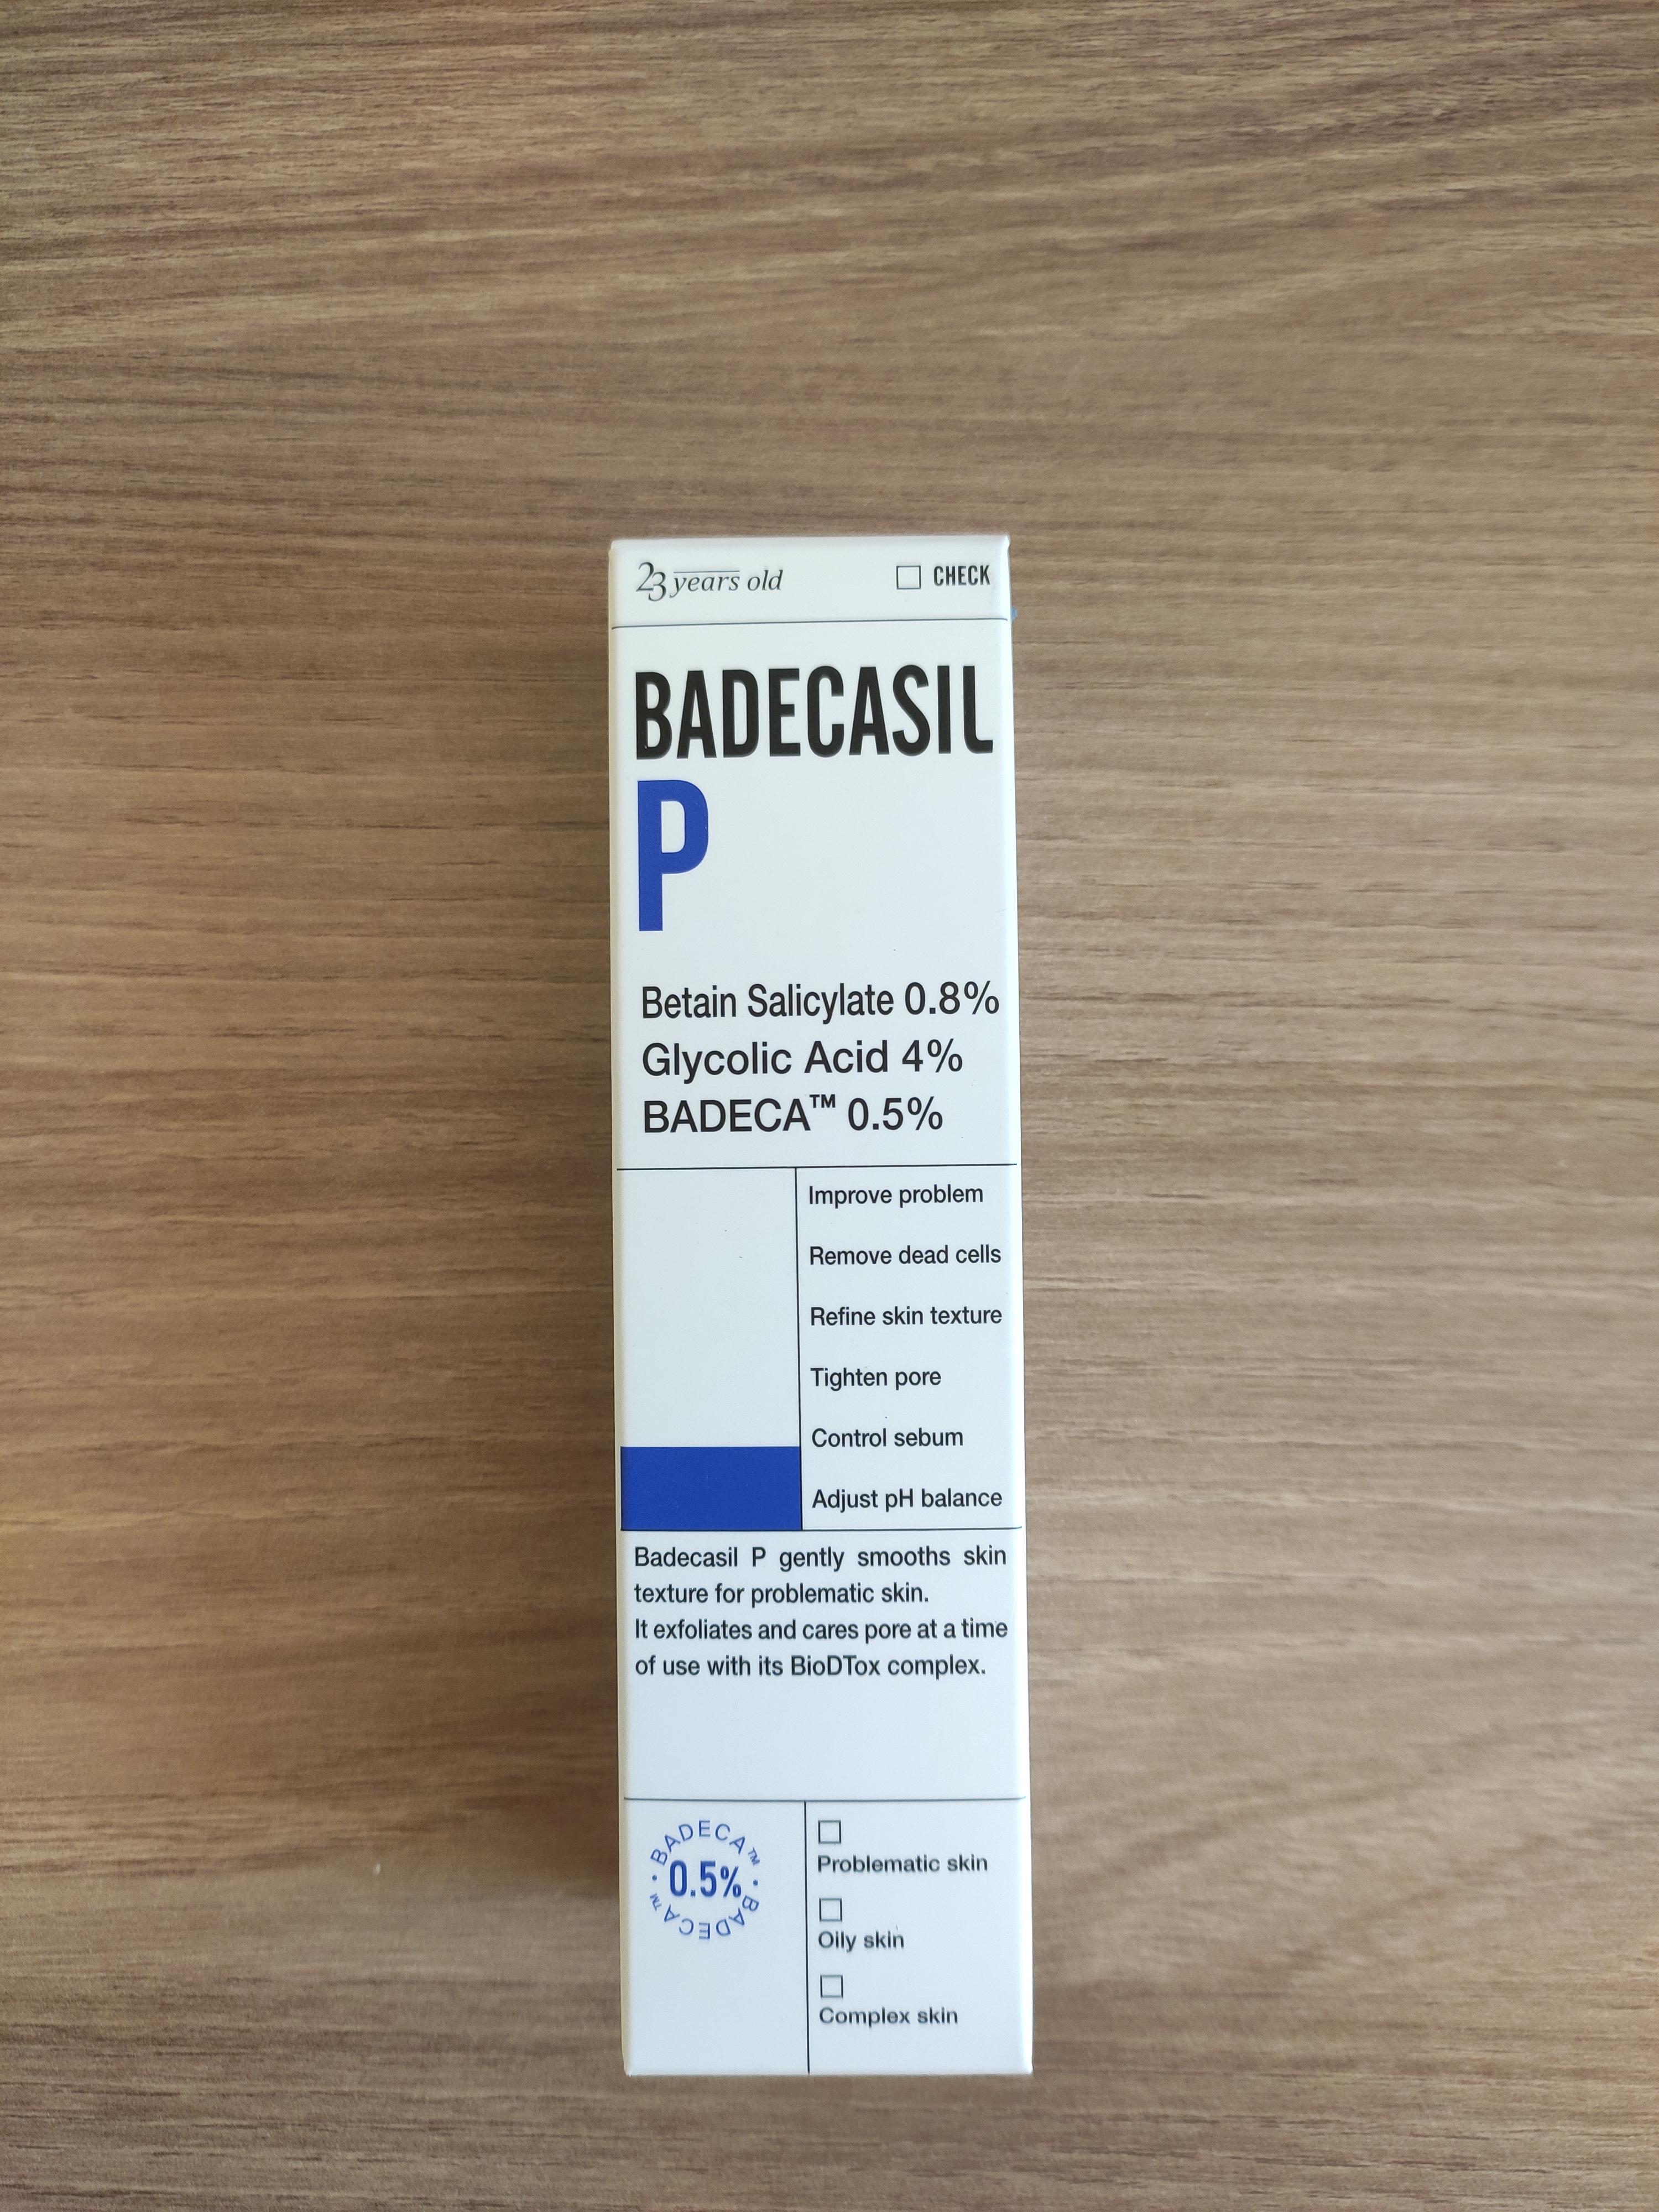 23 years old
CHECK
BADECASIL
P
Betain Salicylate 0.8%
Glycolic Acid 4%
BADECA™ 0.5%
Improve problem
Remove dead cells
Refine skin texture
Tighten pore
Control sebum
Adjust pH balance
Badecasil P gently smooths skin
texture for problematic skin.
It exfoliates and cares pore at a time
of use with its BioDTox complex.
BADECA™ · BADECA™ ·
0.5%
Problematic skin
Oily skin
Complex skin